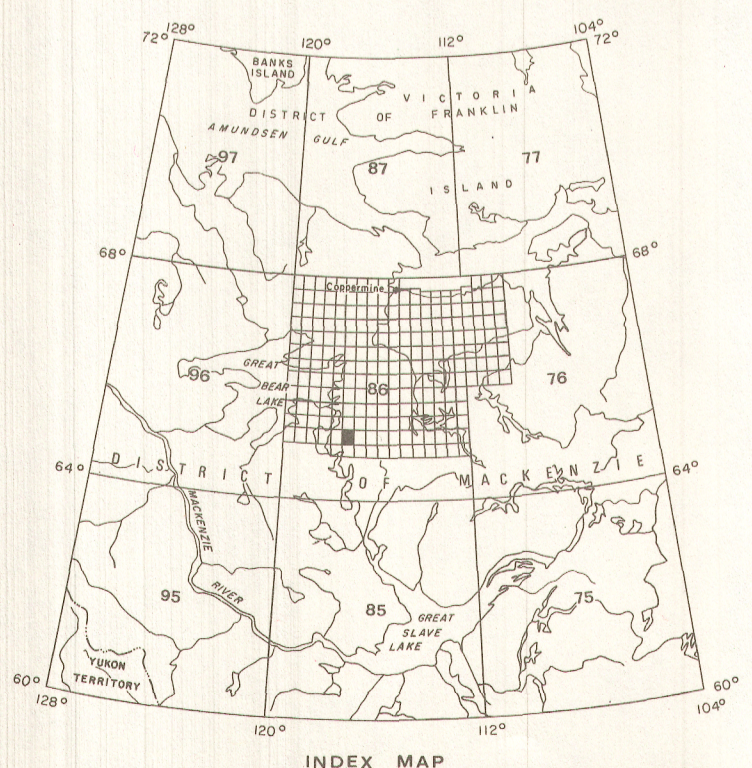 128°
72°
120°
112°
104°
72°
BANKS
ISLAND
VICTORIA
DISTRICT OF FRANKLIN
AMUNDSEN GULF
97
87
77
ISLAND
68°
68°
Coppermine
GREAT
BEAR
LAKE
96
86
76
64°
DISTRICT OF MACKENZIE
64°
MACKENZIE
RIVER
95
85
75
GREAT
SLAVE
LAKE
YUKON
TERRITORY
60°
128°
120°
112°
60°
104°
INDEX MAP